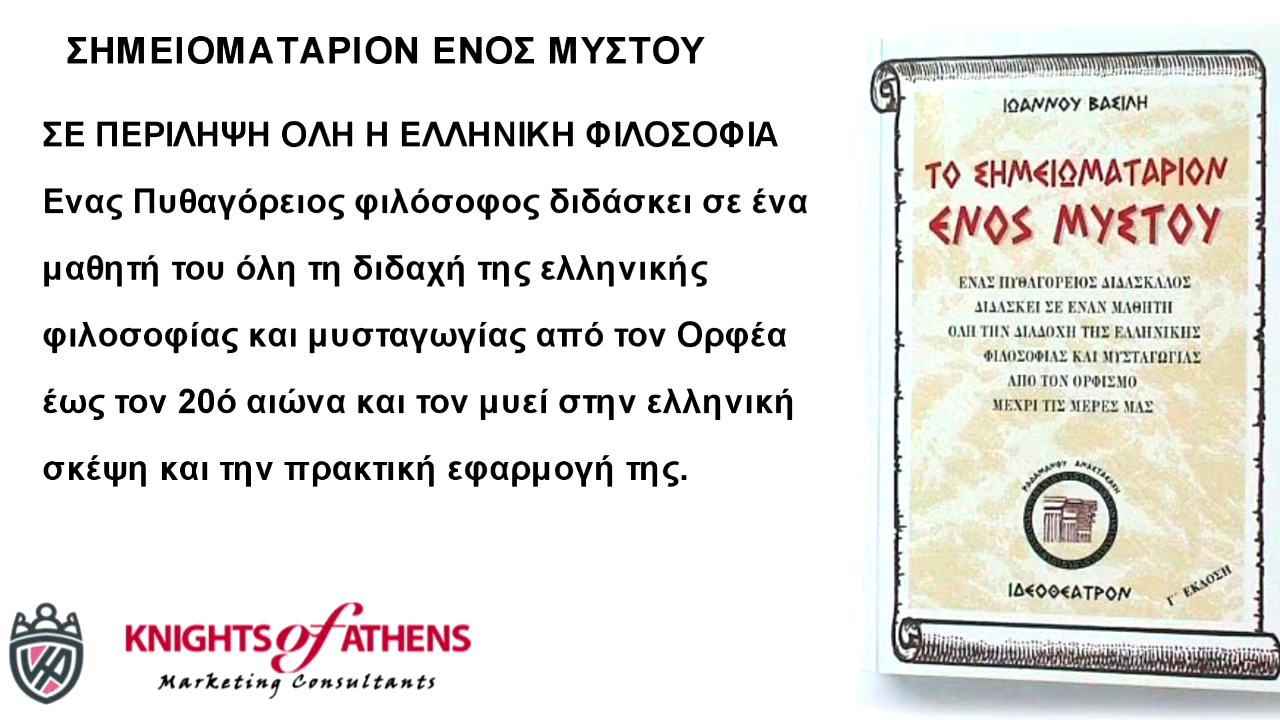 ΣΗΜΕΙΟΜΑΤΑΡΙΟΝ ΕΝΟΣ ΜΥΣΤΟΥ
ΣΕ ΠΕΡΙΛΗΨΗ ΟΛΗ Η ΕΛΛΗΝΙΚΗ ΦΙΛΟΣΟΦΙΑ
Ενας Πυθαγόρειος φιλόσοφος διδάσκει σε ένα
μαθητή του όλη τη διδαχή της ελληνικής
φιλοσοφίας και μυσταγωγίας από τον Ορφέα
έως τον 20ό αιώνα και τον μυεί στην ελληνική
σκέψη και την πρακτική εφαρμογή της.
KNIGHTS of ATHENS
Marketing Consultants
ΙΩΑΝΝΟΥ ΒΑΣΙΛΗ
ΤΟ ΣΗΜΕΙΩΜΑΤΑΡΙΟΝ
ΕΝΟΣ ΜΥΣΤΟΥ
ΕΝΑΣ ΠΥΘΑΓΟΡΕΙΟΣ ΔΙΔΑΣΚΑΛΟΣ
ΔΙΔΑΣΚΕΙ ΣΕ ΕΝΑΝ ΜΑΘΗΤΗ
ΟΛΗ ΤΗΝ ΔΙΑΔΟΧΗ ΤΗΣ ΕΛΛΗΝΙΚΗΣ
ΦΙΛΟΣΟΦΙΑΣ ΚΑΙ ΜΥΣΤΑΓΩΓΙΑΣ
ΑΠΟ ΤΟΝ ΟΡΦΙΣΜΟ
ΜΕΧΡΙ ΤΙΣ ΜΕΡΕΣ ΜΑΣ
ΡΑΔΑΜΑΝΘΥ ΑΝΑΣΤΑΣΑΚΗ
ΙΔΕΟΘΕΑΤΡΟΝ
Γ΄ ΕΚΔΟΣΗ